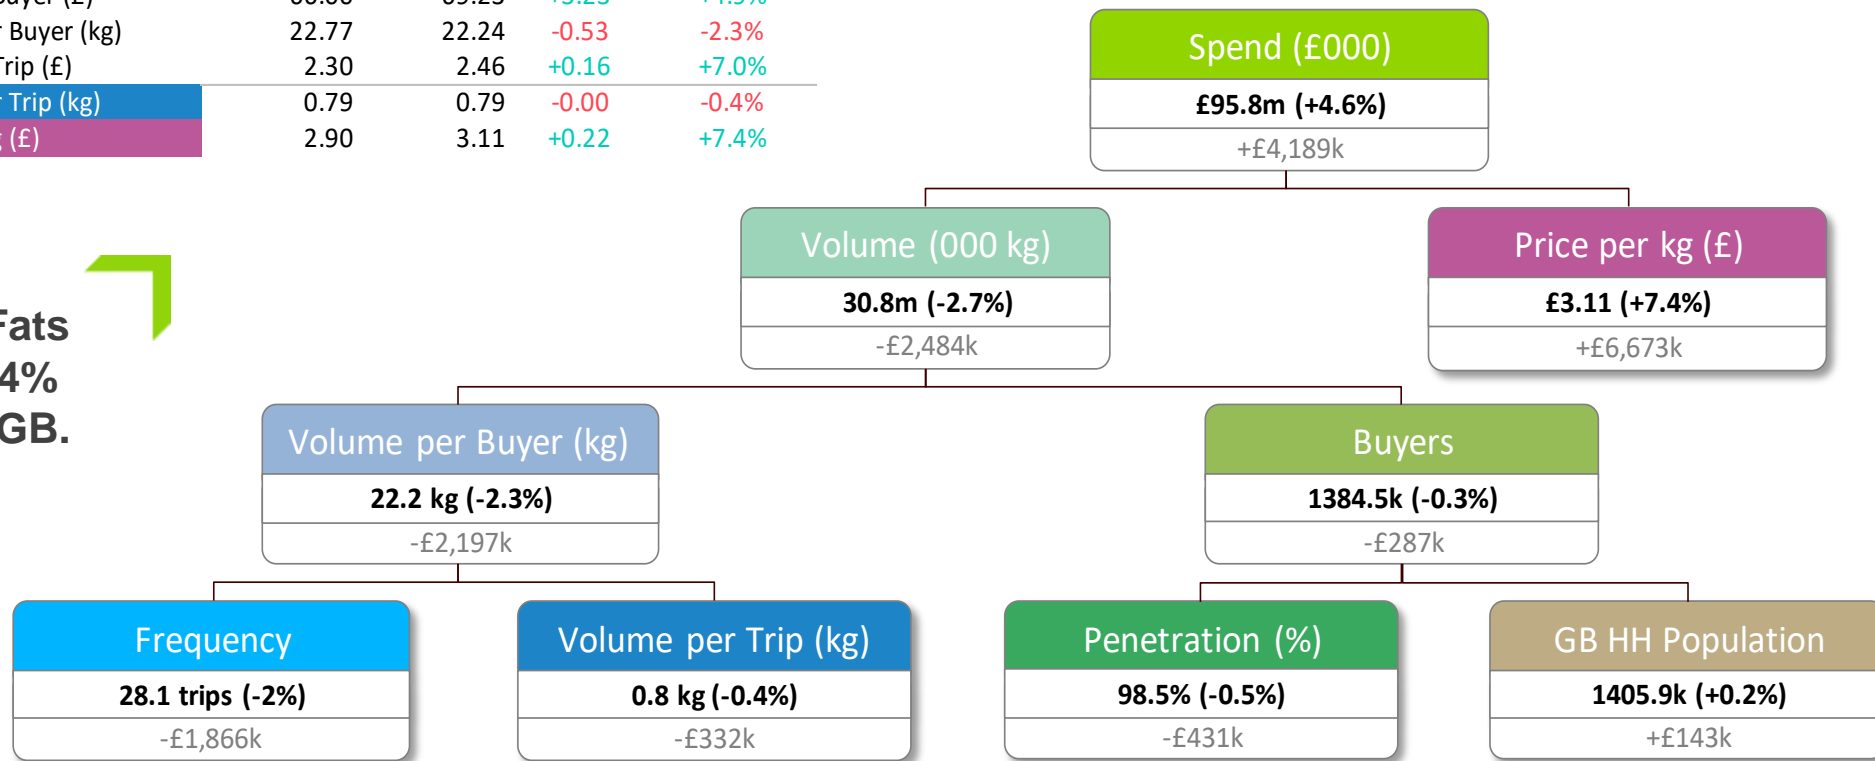 Buyer (£) +3.23 +4.9%
r Buyer (kg) 22.77 22.24 -0.53 -2.3%
Trip (£) 2.30 2.46 +0.16 +7.0%
r Trip (kg) 0.79 0.79 -0.00 -0.4%
g (£) 2.90 3.11 +0.22 +7.4%
Spend (£000)
£95.8m (+4.6%)
+£4,189k
Volume (000 kg)
30.8m (-2.7%)
-£2,484k
Price per kg (£)
£3.11 (+7.4%)
+£6,673k
Fats
4%
GB.
Volume per Buyer (kg)
22.2 kg (-2.3%)
-£2,197k
Buyers
1384.5k (-0.3%)
-£287k
Frequency
28.1 trips (-2%)
-£1,866k
Volume per Trip (kg)
0.8 kg (-0.4%)
-£332k
Penetration (%)
98.5% (-0.5%)
-£431k
GB HH Population
1405.9k (+0.2%)
+£143k